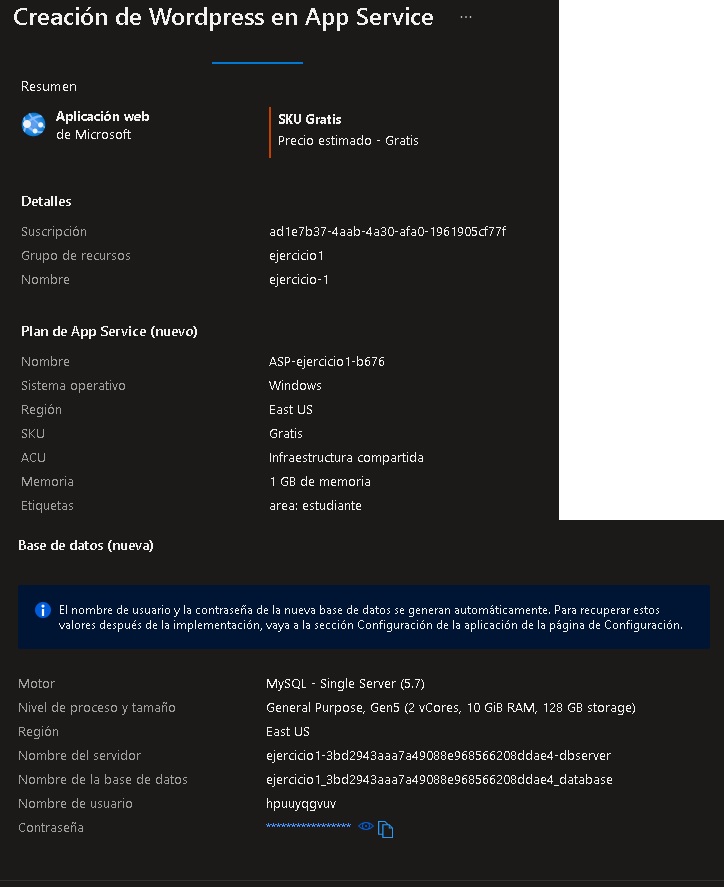 Creación de Wordpress en App Service ...
Resumen
Aplicación web
de Microsoft
SKU Gratis
Precio estimado - Gratis
Detalles
Suscripción ad1e7b37-4aab-4a30-afa0-1961905cf77f
Grupo de recursos ejercicio1
Nombre ejercicio-1
Plan de App Service (nuevo)
Nombre ASP-ejercicio1-b676
Sistema operativo Windows
Región East US
SKU Gratis
ACU Infraestructura compartida
Memoria 1 GB de memoria
Etiquetas area: estudiante
Base de datos (nueva)
El nombre de usuario y la contraseña de la nueva base de datos se generan automáticamente. Para recuperar estos
valores después de la implementación, vaya a la sección Configuración de la aplicación de la página de Configuración.
Motor MySQL - Single Server (5.7)
Nivel de proceso y tamaño General Purpose, Gen5 (2 vCores, 10 GiB RAM, 128 GB storage)
Región East US
Nombre del servidor ejercicio1-3bd2943aaa7a49088e968566208ddae4-dbserver
Nombre de la base de datos ejercicio1_3bd2943aaa7a49088e968566208ddae4_database
Nombre de usuario hpuuyqgvuv
Contraseña *****************